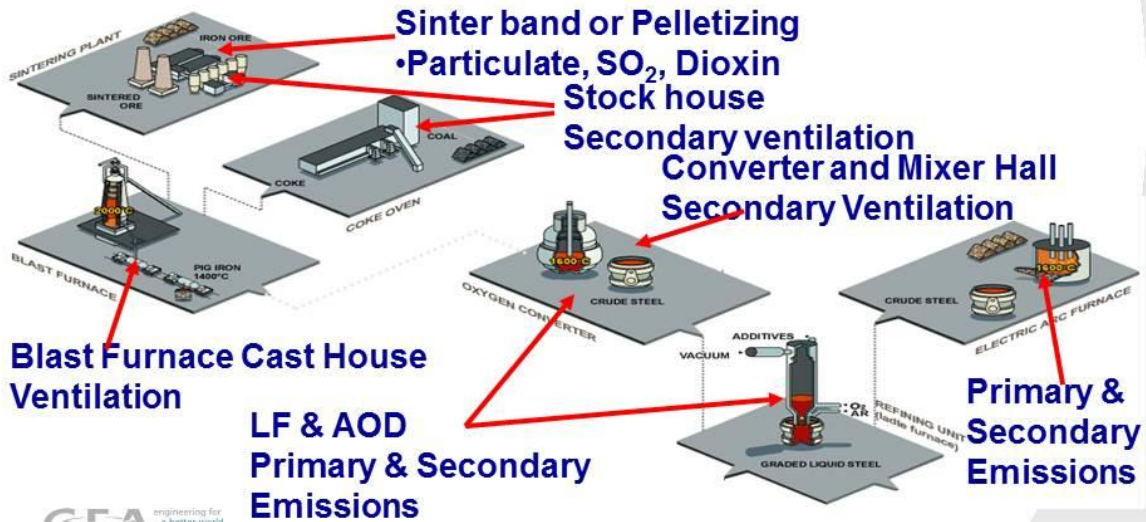 Sinter band or Pelletizing
•Particulate, SO₂, Dioxin
Stock house
Secondary ventilation
Converter and Mixer Hall
Secondary Ventilation
SINTERING PLANT
IRON ORE
SINTERED
ORE
COAL
COKE
COKE OVEN
2000°C
PIG IRON
1400°C
BLAST FURNACE
1600°C
CRUDE STEEL
OXYGEN CONVERTER
CRUDE STEEL
1600°C
ELECTRIC ARC FURNACE
Blast Furnace Cast House
Ventilation
ADDITIVES
VACUUM
O₂
AR
REFINING UNIT
(ladle furnace)
GRADED LIQUID STEEL
LF & AOD
Primary & Secondary
Emissions
Primary &
Secondary
Emissions
GEA
engineering for
a better world